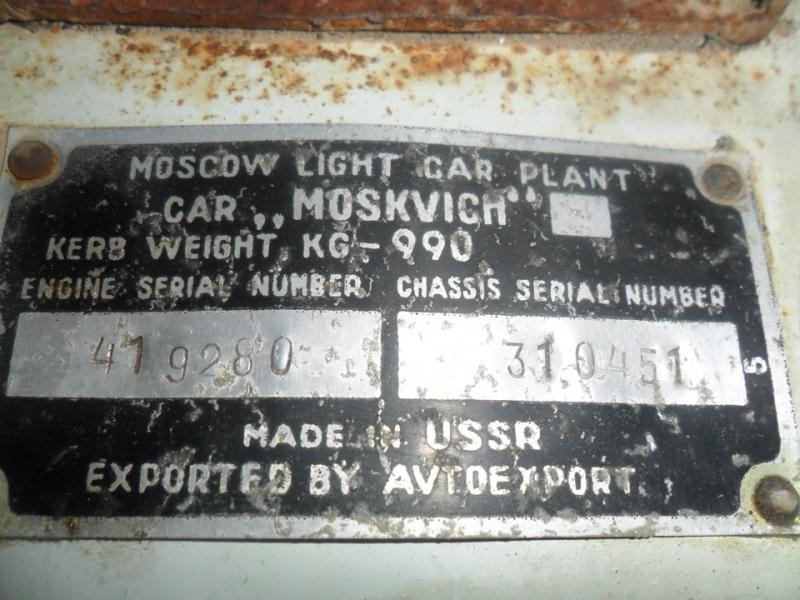 MOSCOW LIGHT CAR PLANT
CAR „MOSKVICH"
KERB WEIGHT, KG-990
ENGINE SERIAL NUMBER CHASSIS SERIAL NUMBER
419280 310451
5
MADE IN USSR
EXPORTED BY AVTOEXPORT